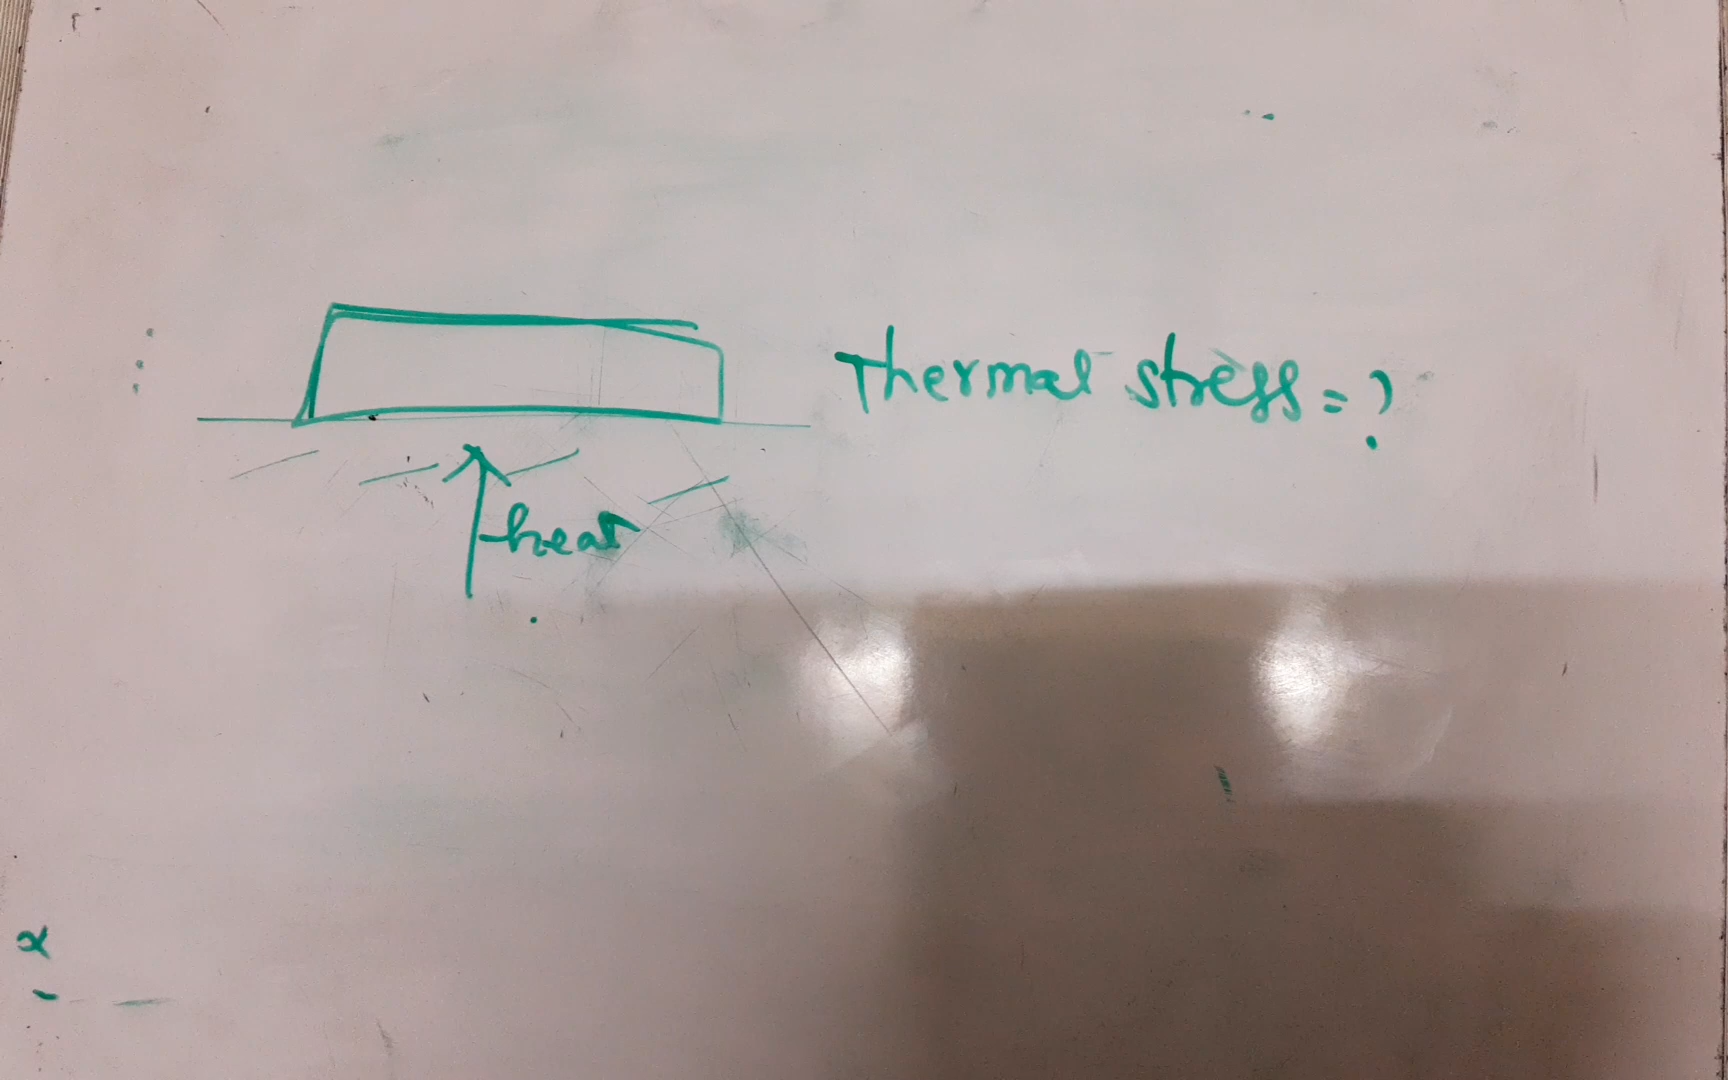 Thermal stress = ?
heat
α